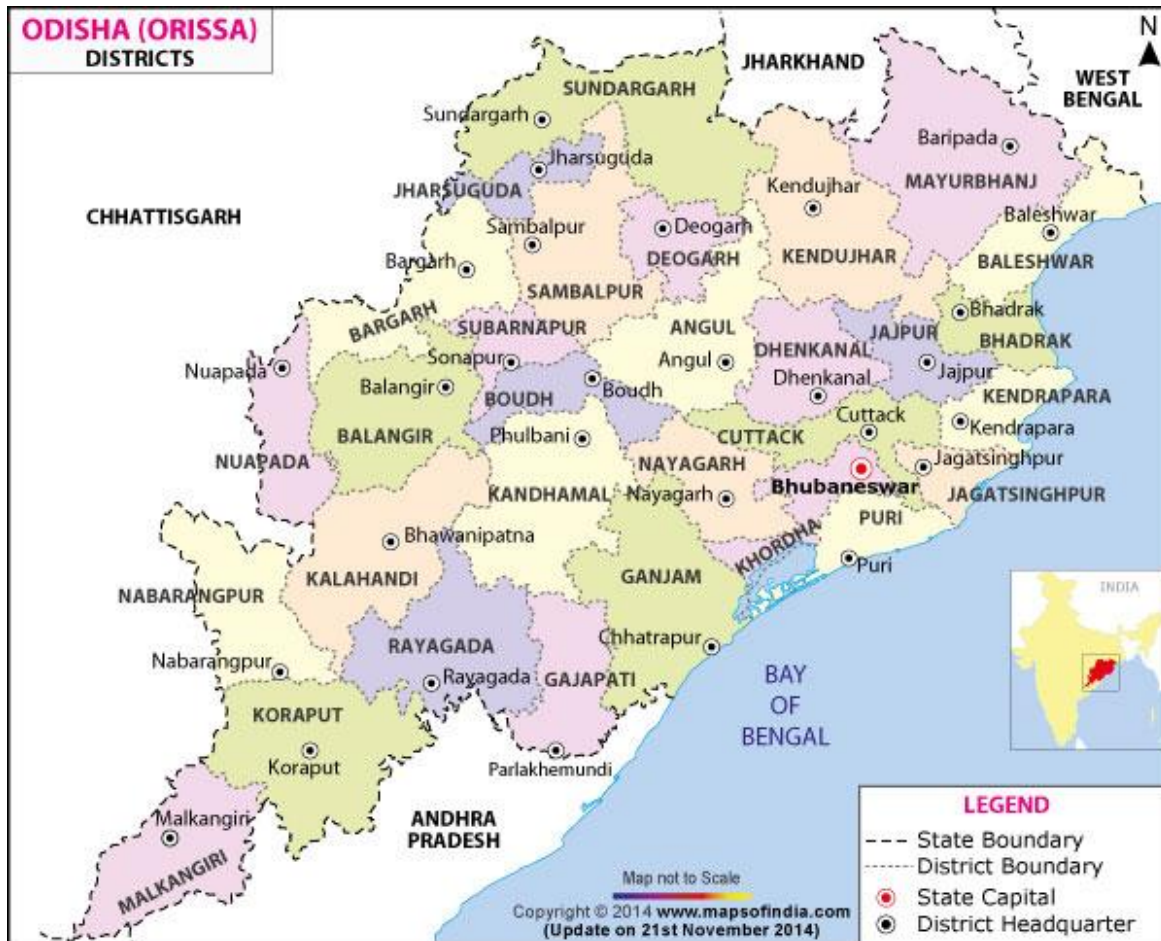 ODISHA (ORISSA)
DISTRICTS
N
JHARKHAND
WEST
BENGAL
SUNDARGARH
Sundargarh
Baripada
Jharsuguda
JHARSUGUDA
Kendujhar
MAYURBHANJ
CHHATTISGARH
Sambalpur
Deogarh
Baleshwar
DEOGARH
KENDUJHAR
BALESHWAR
Bargarh
SAMBALPUR
BARGARH
SUBARNAPUR
ANGUL
JAJPUR
Bhadrak
BHADRAK
DHENKANAL
Nuapada
Sonapur
Angul
Jajpur
Balangir
BOUDH
Boudh
Dhenkanal
KENDRAPARA
Cuttack
Kendrapara
BALANGIR
Phulbani
CUTTACK
NUAPADA
NAYAGARH
Jagatsinghpur
Bhubaneswar
JAGATSINGHPUR
KANDHAMAL
Nayagarh
PURI
Bhawanipatna
KHORDHA
Puri
KALAHANDI
GANJAM
NABARANGPUR
INDIA
RAYAGADA
Chhatrapur
Nabarangpur
Rayagada
GAJAPATI
BAY
OF
BENGAL
KORAPUT
Koraput
Parlakhemundi
Malkangiri
ANDHRA
PRADESH
MALKANGIRI
LEGEND
State Boundary
District Boundary
State Capital
District Headquarter
Map not to Scale
Copyright © 2014 www.mapsofindia.com
(Update on 21st November 2014)